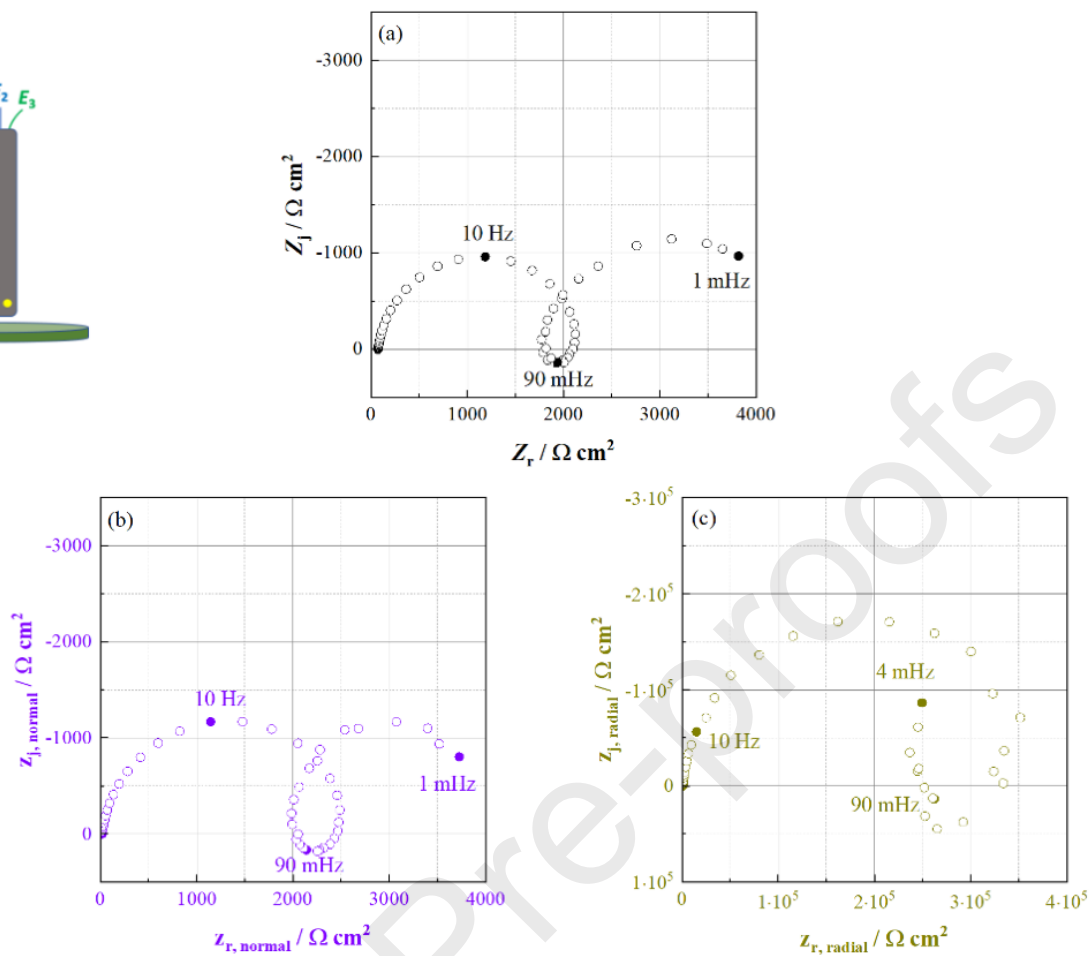 2 E3
(a)
-3000
-2000
-1000
0
Zj / Ω cm²
10 Hz
1 mHz
90 mHz
0 1000 2000 3000 4000
Zr / Ω cm²
(b)
-3000
-2000
-1000
0
zj, normal / Ω cm²
10 Hz
1 mHz
90 mHz
0 1000 2000 3000 4000
zr, normal / Ω cm²
(c)
-3·10⁵
-2·10⁵
-1·10⁵
0
1·10⁵
zj, radial / Ω cm²
4 mHz
10 Hz
90 mHz
0 1·10⁵ 2·10⁵ 3·10⁵ 4·10⁵
zr, radial / Ω cm²
Pre-proofs